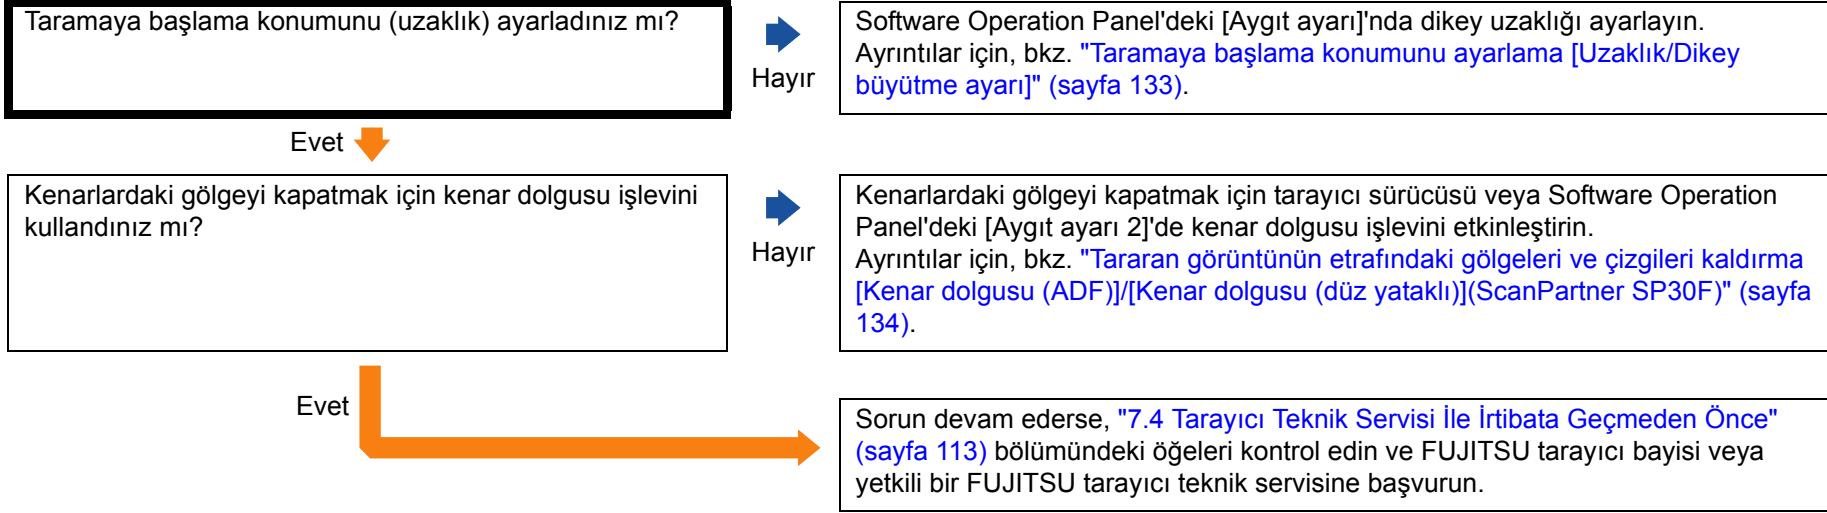 Taramaya başlama konumunu (uzaklık) ayarladınız mı?
Hayır
Software Operation Panel'deki [Aygıt ayarı]'nda dikey uzaklığı ayarlayın.
Ayrıntılar için, bkz. "Taramaya başlama konumunu ayarlama [Uzaklık/Dikey
büyütme ayarı]" (sayfa 133).
Evet
Kenarlardaki gölgeyi kapatmak için kenar dolgusu işlevini
kullandınız mı?
Hayır
Kenarlardaki gölgeyi kapatmak için tarayıcı sürücüsü veya Software Operation
Panel'deki [Aygıt ayarı 2]'de kenar dolgusu işlevini etkinleştirin.
Ayrıntılar için, bkz. "Tararan görüntünün etrafındaki gölgeleri ve çizgileri kaldırma
[Kenar dolgusu (ADF)]/[Kenar dolgusu (düz yataklı)](ScanPartner SP30F)" (sayfa
134).
Evet
Sorun devam ederse, "7.4 Tarayıcı Teknik Servisi İle İrtibata Geçmeden Önce"
(sayfa 113) bölümündeki öğeleri kontrol edin ve FUJITSU tarayıcı bayisi veya
yetkili bir FUJITSU tarayıcı teknik servisine başvurun.